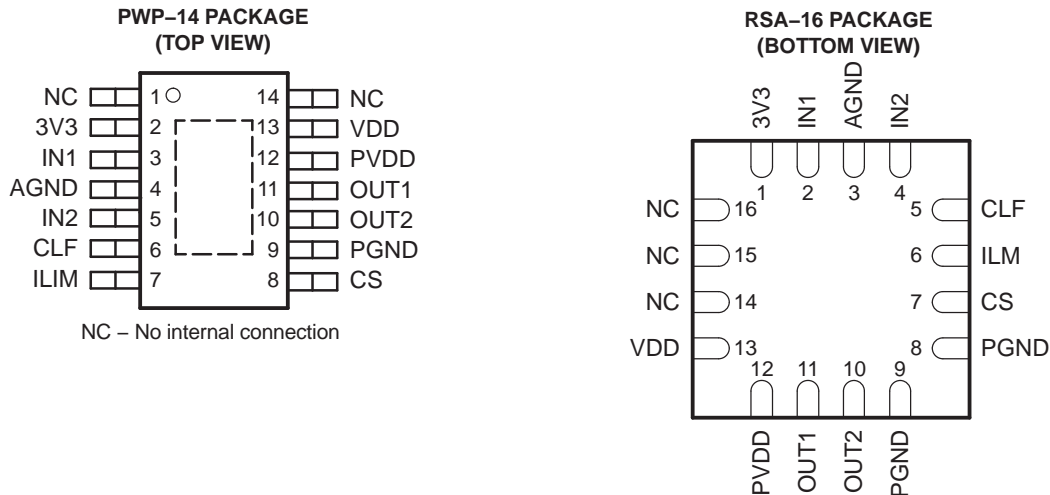 PWP–14 PACKAGE
(TOP VIEW)
NC 1 14 NC
3V3 2 13 VDD
IN1 3 12 PVDD
AGND 4 11 OUT1
IN2 5 10 OUT2
CLF 6 9 PGND
ILIM 7 8 CS
NC – No internal connection
RSA–16 PACKAGE
(BOTTOM VIEW)
3V3 IN1 AGND IN2
1 2 3 4
NC 16 5 CLF
NC 15 6 ILM
NC 14 7 CS
VDD 13 8 PGND
12 11 10 9
PVDD OUT1 OUT2 PGND